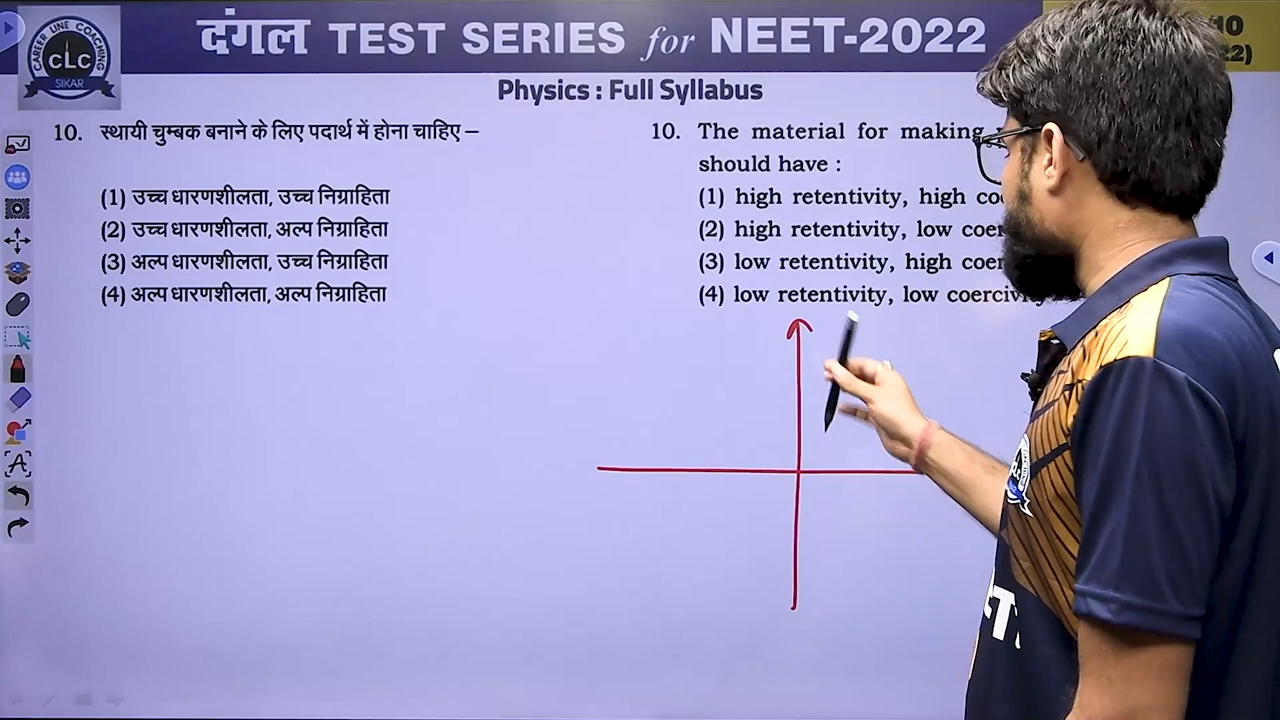 दंगल TEST SERIES for NEET-2022
10
22)
CAREER LINE COACHING
CLC
SIKAR
Physics : Full Syllabus
10. स्थायी चुम्बक बनाने के लिए पदार्थ में होना चाहिए –
(1) उच्च धारणशीलता, उच्च निग्राहिता
(2) उच्च धारणशीलता, अल्प निग्राहिता
(3) अल्प धारणशीलता, उच्च निग्राहिता
(4) अल्प धारणशीलता, अल्प निग्राहिता
10. The material for making
should have :
(1) high retentivity, high
(2) high retentivity, low
(3) low retentivity, high
(4) low retentivity, low